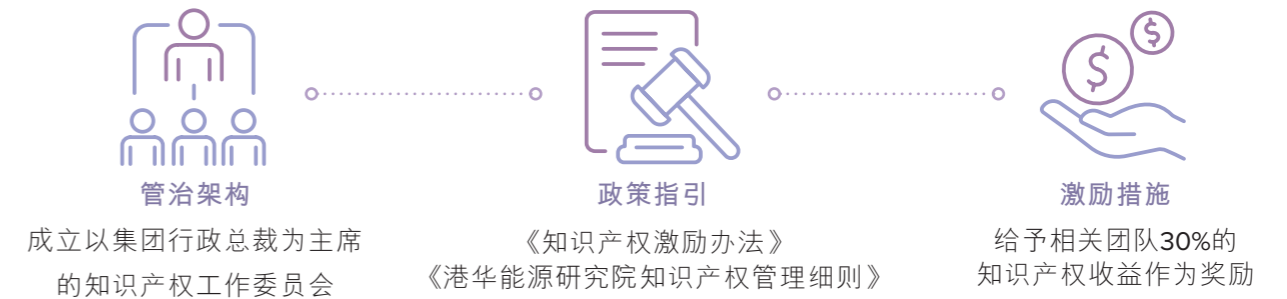 管治架构
成立以集团行政总裁为主席
的知识产权工作委员会
政策指引
《知识产权激励办法》
《港华能源研究院知识产权管理细则》
$
$
激励措施
给予相关团队30%的
知识产权收益作为奖励